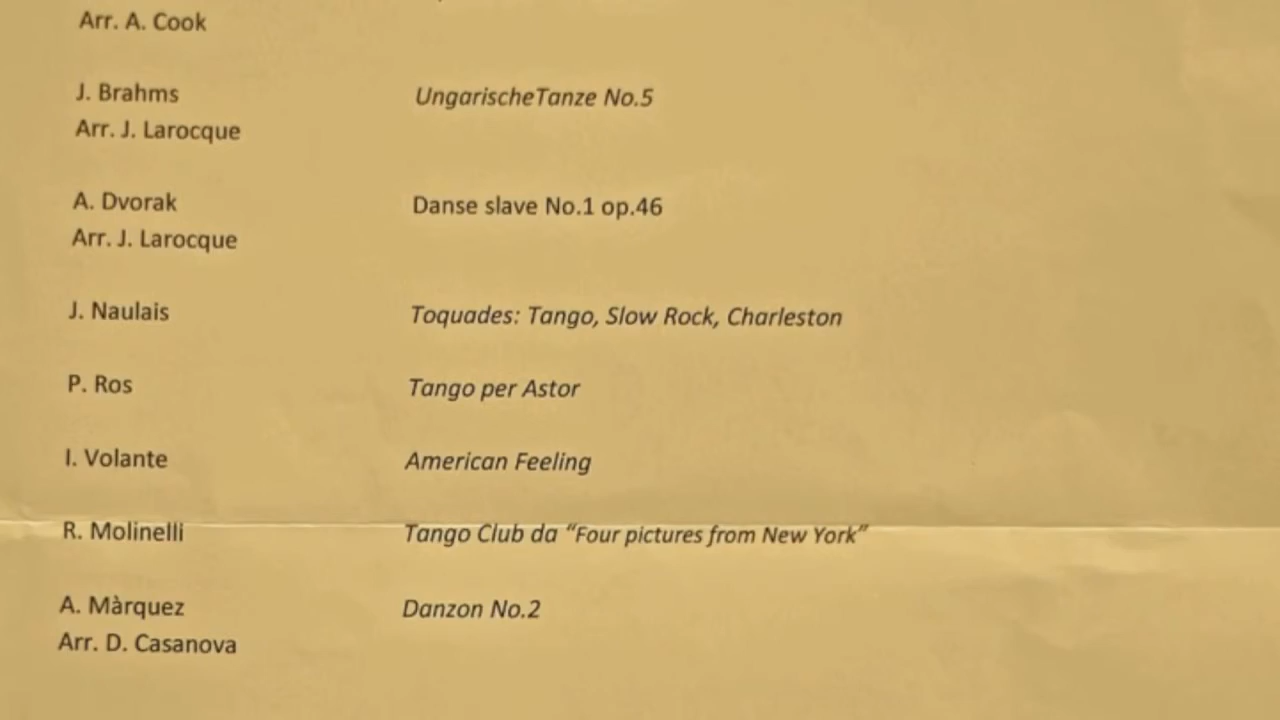 Arr. A. Cook
J. Brahms UngarischeTanze No.5
Arr. J. Larocque
A. Dvorak Danse slave No.1 op.46
Arr. J. Larocque
J. Naulais Toquades: Tango, Slow Rock, Charleston
P. Ros Tango per Astor
I. Volante American Feeling
R. Molinelli Tango Club da “Four pictures from New York”
A. Màrquez Danzon No.2
Arr. D. Casanova